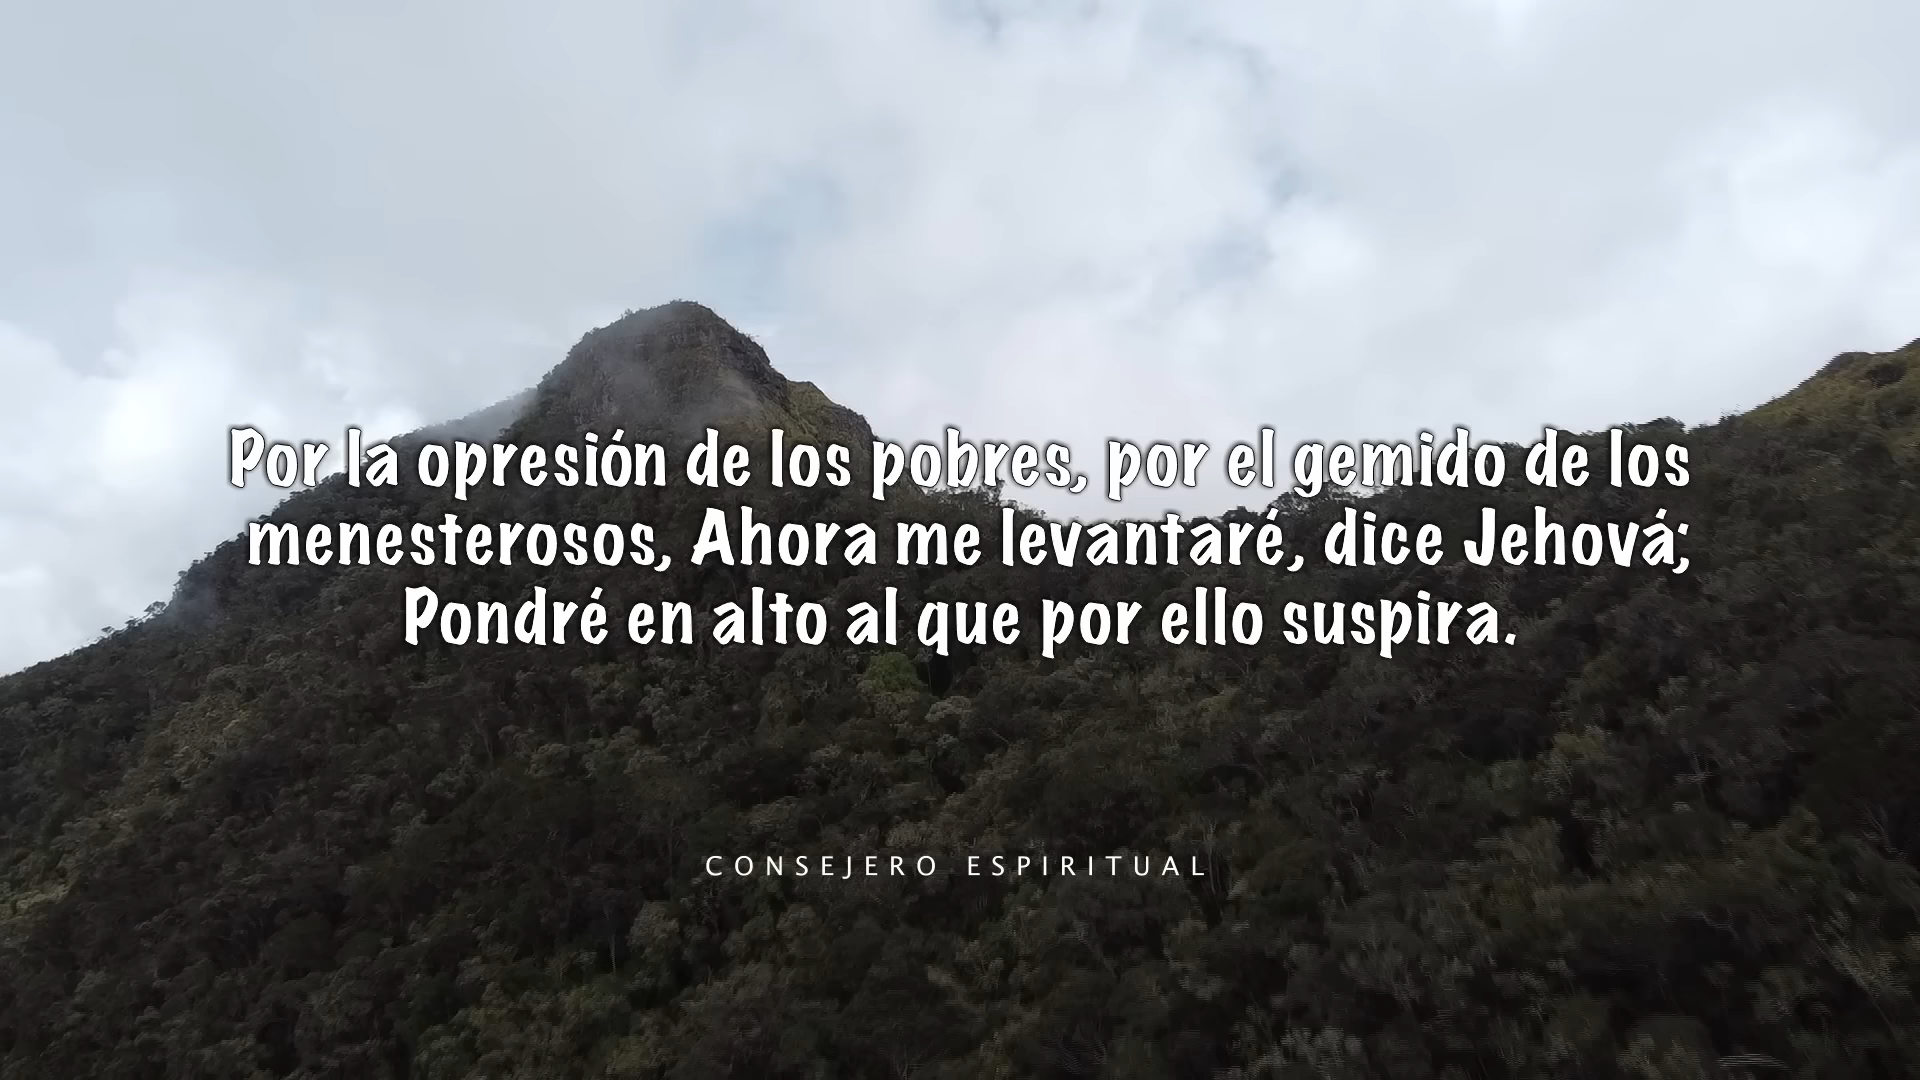 Por la opresión de los pobres, por el gemido de los
menesterosos, Ahora me levantaré, dice Jehová;
Pondré en alto al que por ello suspira.
CONSEJERO ESPIRITUAL